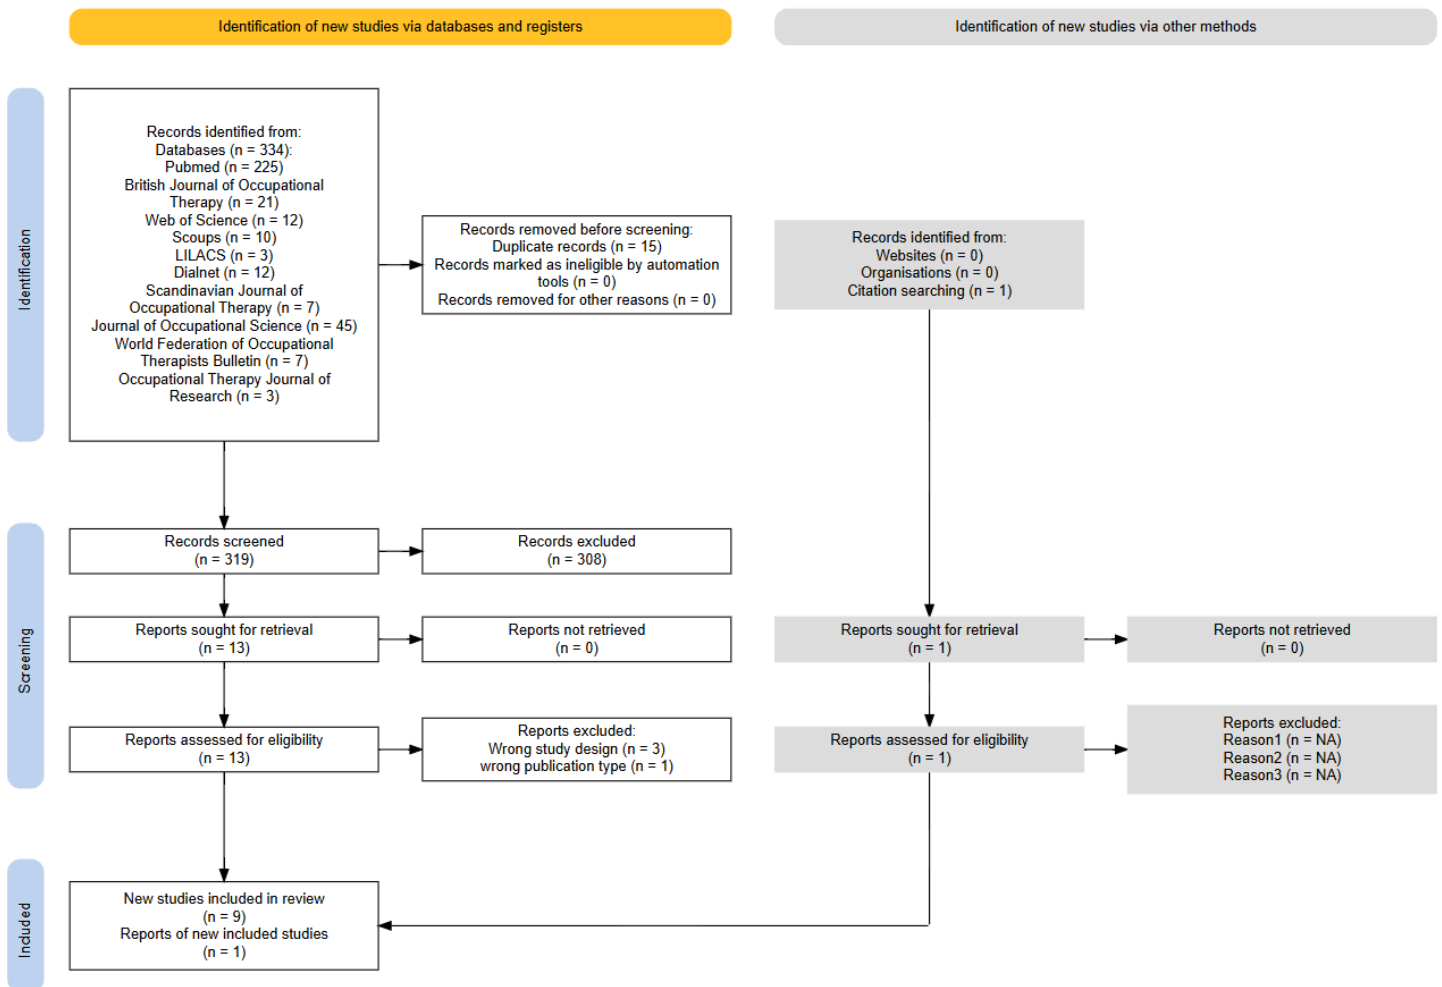 Identification of new studies via databases and registers
Identification of new studies via other methods
Identification
Records identified from:
Databases (n = 334):
Pubmed (n = 225)
British Journal of Occupational
Therapy (n = 21)
Web of Science (n = 12)
Scoups (n = 10)
LILACS (n = 3)
Dialnet (n = 12)
Scandinavian Journal of
Occupational Therapy (n = 7)
Journal of Occupational Science (n = 45)
World Federation of Occupational
Therapists Bulletin (n = 7)
Occupational Therapy Journal of
Research (n = 3)
Records removed before screening:
Duplicate records (n = 15)
Records marked as ineligible by automation
tools (n = 0)
Records removed for other reasons (n = 0)
Records identified from:
Websites (n = 0)
Organisations (n = 0)
Citation searching (n = 1)
Screening
Records screened
(n = 319)
Records excluded
(n = 308)
Reports sought for retrieval
(n = 13)
Reports not retrieved
(n = 0)
Reports sought for retrieval
(n = 1)
Reports not retrieved
(n = 0)
Reports assessed for eligibility
(n = 13)
Reports excluded:
Wrong study design (n = 3)
wrong publication type (n = 1)
Reports assessed for eligibility
(n = 1)
Reports excluded:
Reason1 (n = NA)
Reason2 (n = NA)
Reason3 (n = NA)
Included
New studies included in review
(n = 9)
Reports of new included studies
(n = 1)